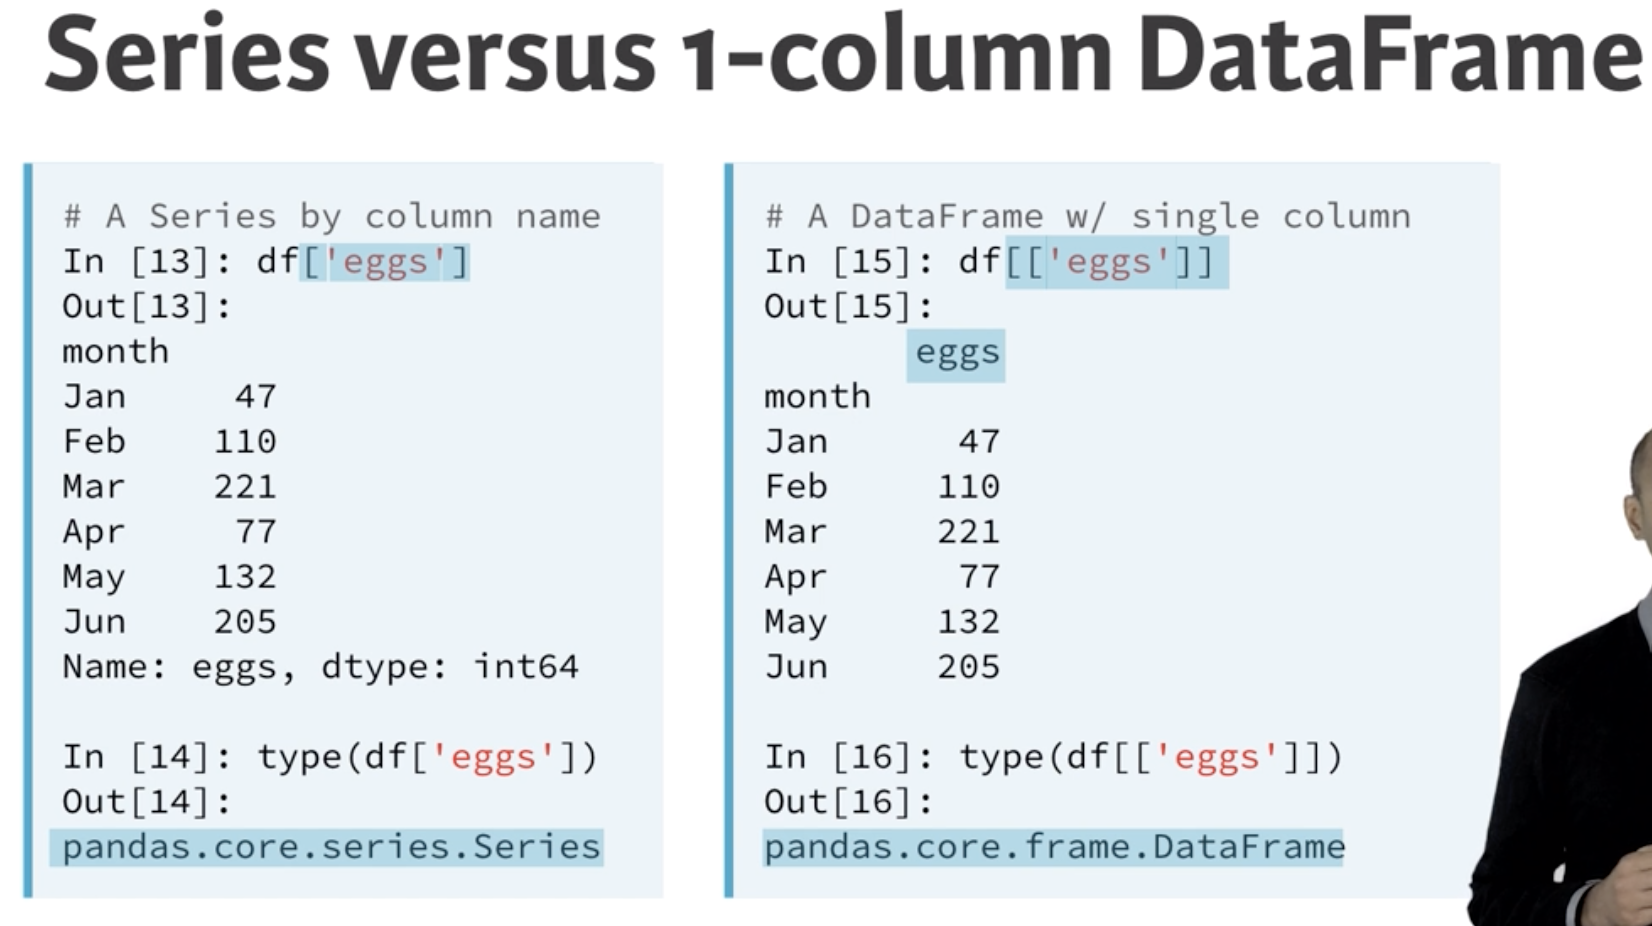 Series versus 1-column DataFrame
# A Series by column name
In [13]: df['eggs']
Out[13]:
month
Jan     47
Feb    110
Mar    221
Apr     77
May    132
Jun    205
Name: eggs, dtype: int64
In [14]: type(df['eggs'])
Out[14]:
pandas.core.series.Series
# A DataFrame w/ single column
In [15]: df[['eggs']]
Out[15]:
       eggs
month
Jan      47
Feb     110
Mar     221
Apr      77
May     132
Jun     205
In [16]: type(df[['eggs']])
Out[16]:
pandas.core.frame.DataFrame